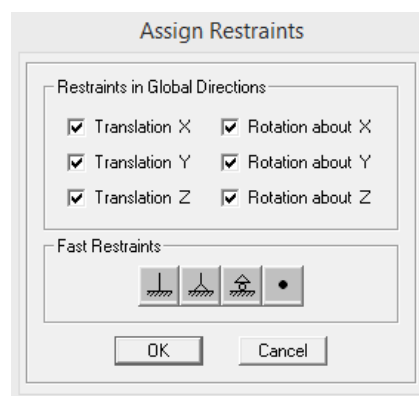 Assign Restraints
Restraints in Global Directions
Translation X Rotation about X
Translation Y Rotation about Y
Translation Z Rotation about Z
Fast Restraints
OK Cancel